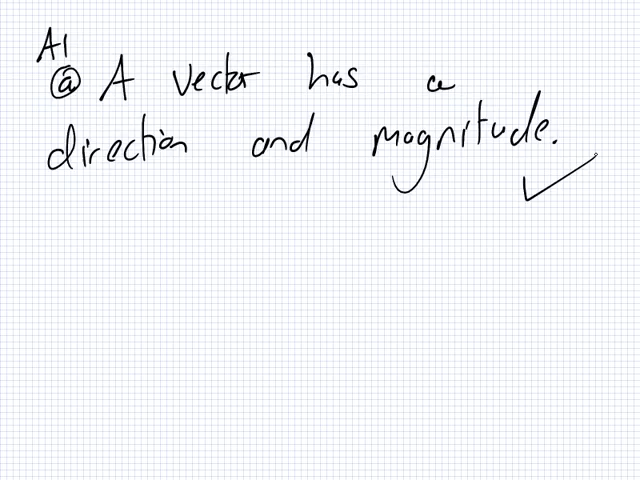 A1
@ A vector has a
direction and magnitude.